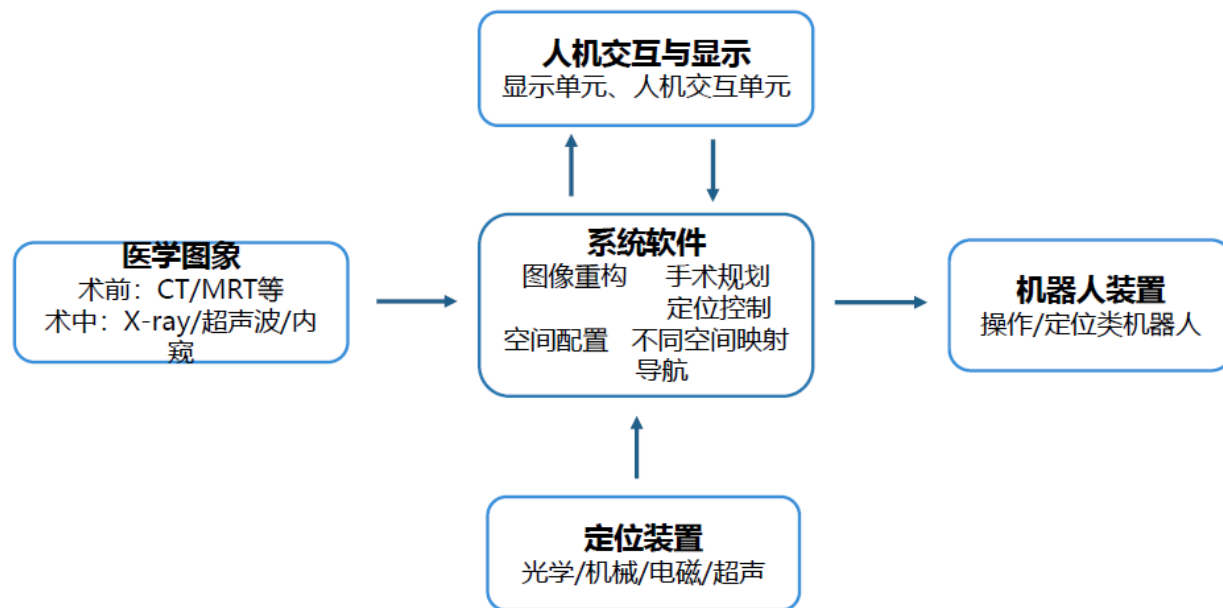 人机交互与显示
显示单元、人机交互单元
医学图象
术前：CT/MRT等
术中：X-ray/超声波/内
窥
系统软件
图像重构 手术规划
定位控制
空间配置 不同空间映射
导航
机器人装置
操作/定位类机器人
定位装置
光学/机械/电磁/超声